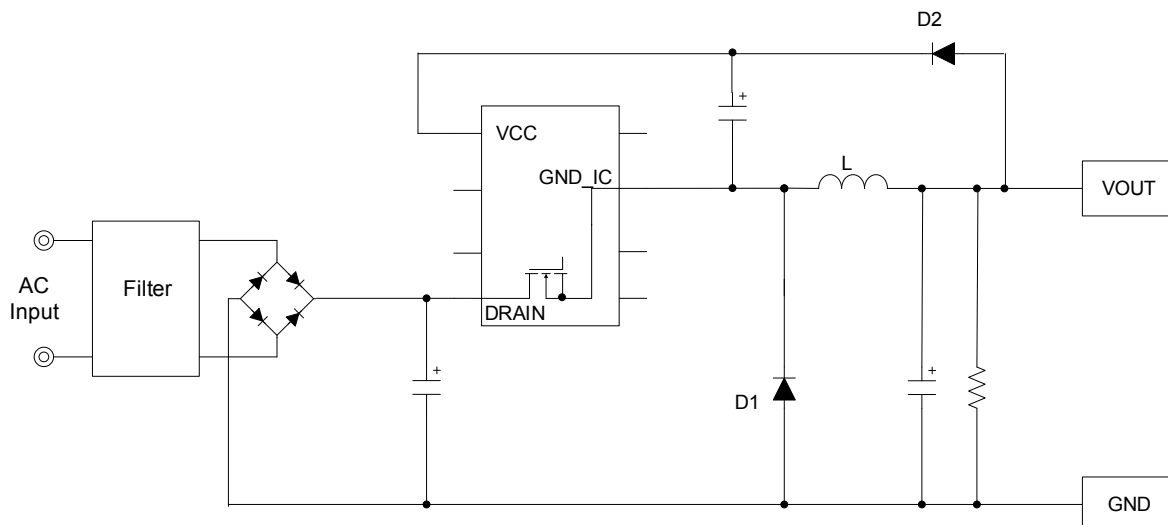 D2
+
VCC
GND_IC
L
VOUT
AC
Input
Filter
DRAIN
+
D1
+
GND